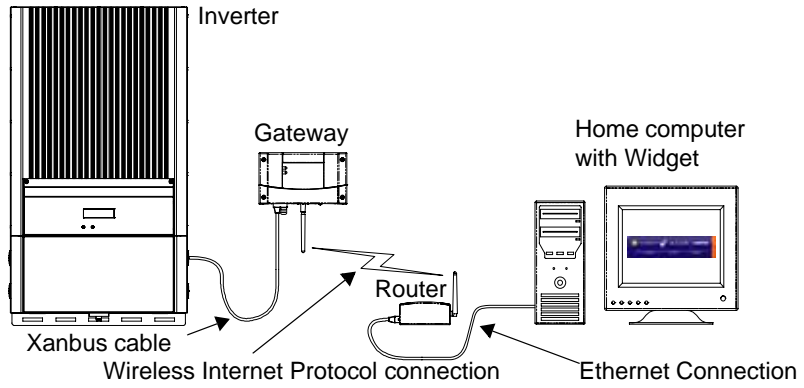 Inverter
Gateway
Home computer
with Widget
Router
Xanbus cable
Wireless Internet Protocol connection
Ethernet Connection